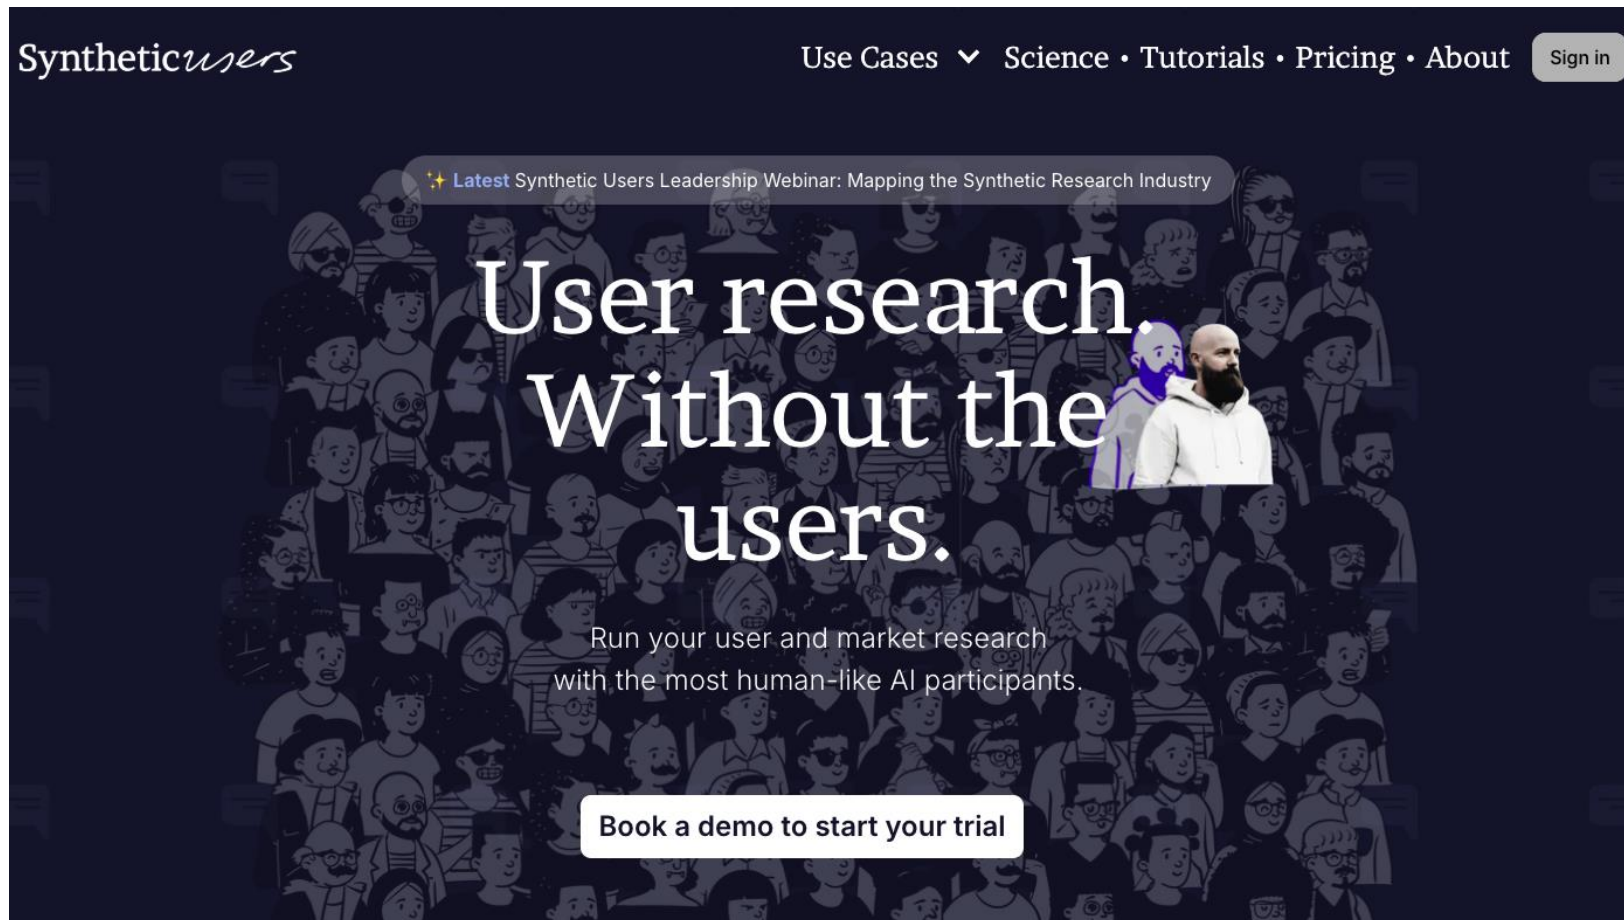 Syntheticusers
Use Cases Science • Tutorials • Pricing • About Sign in
✨ Latest Synthetic Users Leadership Webinar: Mapping the Synthetic Research Industry
User research.
Without the
users.
Run your user and market research
with the most human-like AI participants.
Book a demo to start your trial